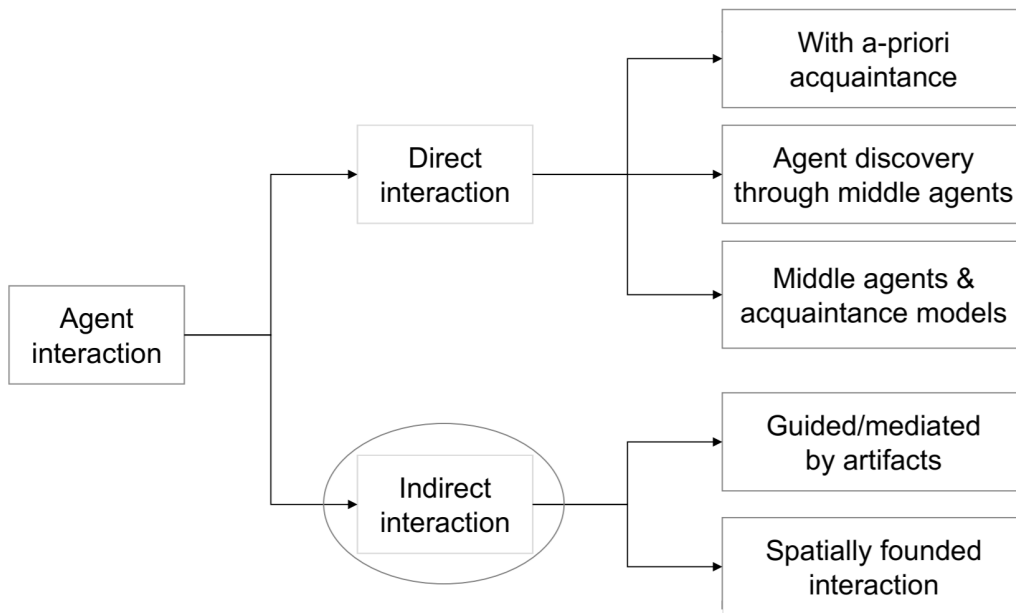 With a-priori
acquaintance
Direct
interaction
Agent discovery
through middle agents
Middle agents &
acquaintance models
Agent
interaction
Guided/mediated
by artifacts
Indirect
interaction
Spatially founded
interaction